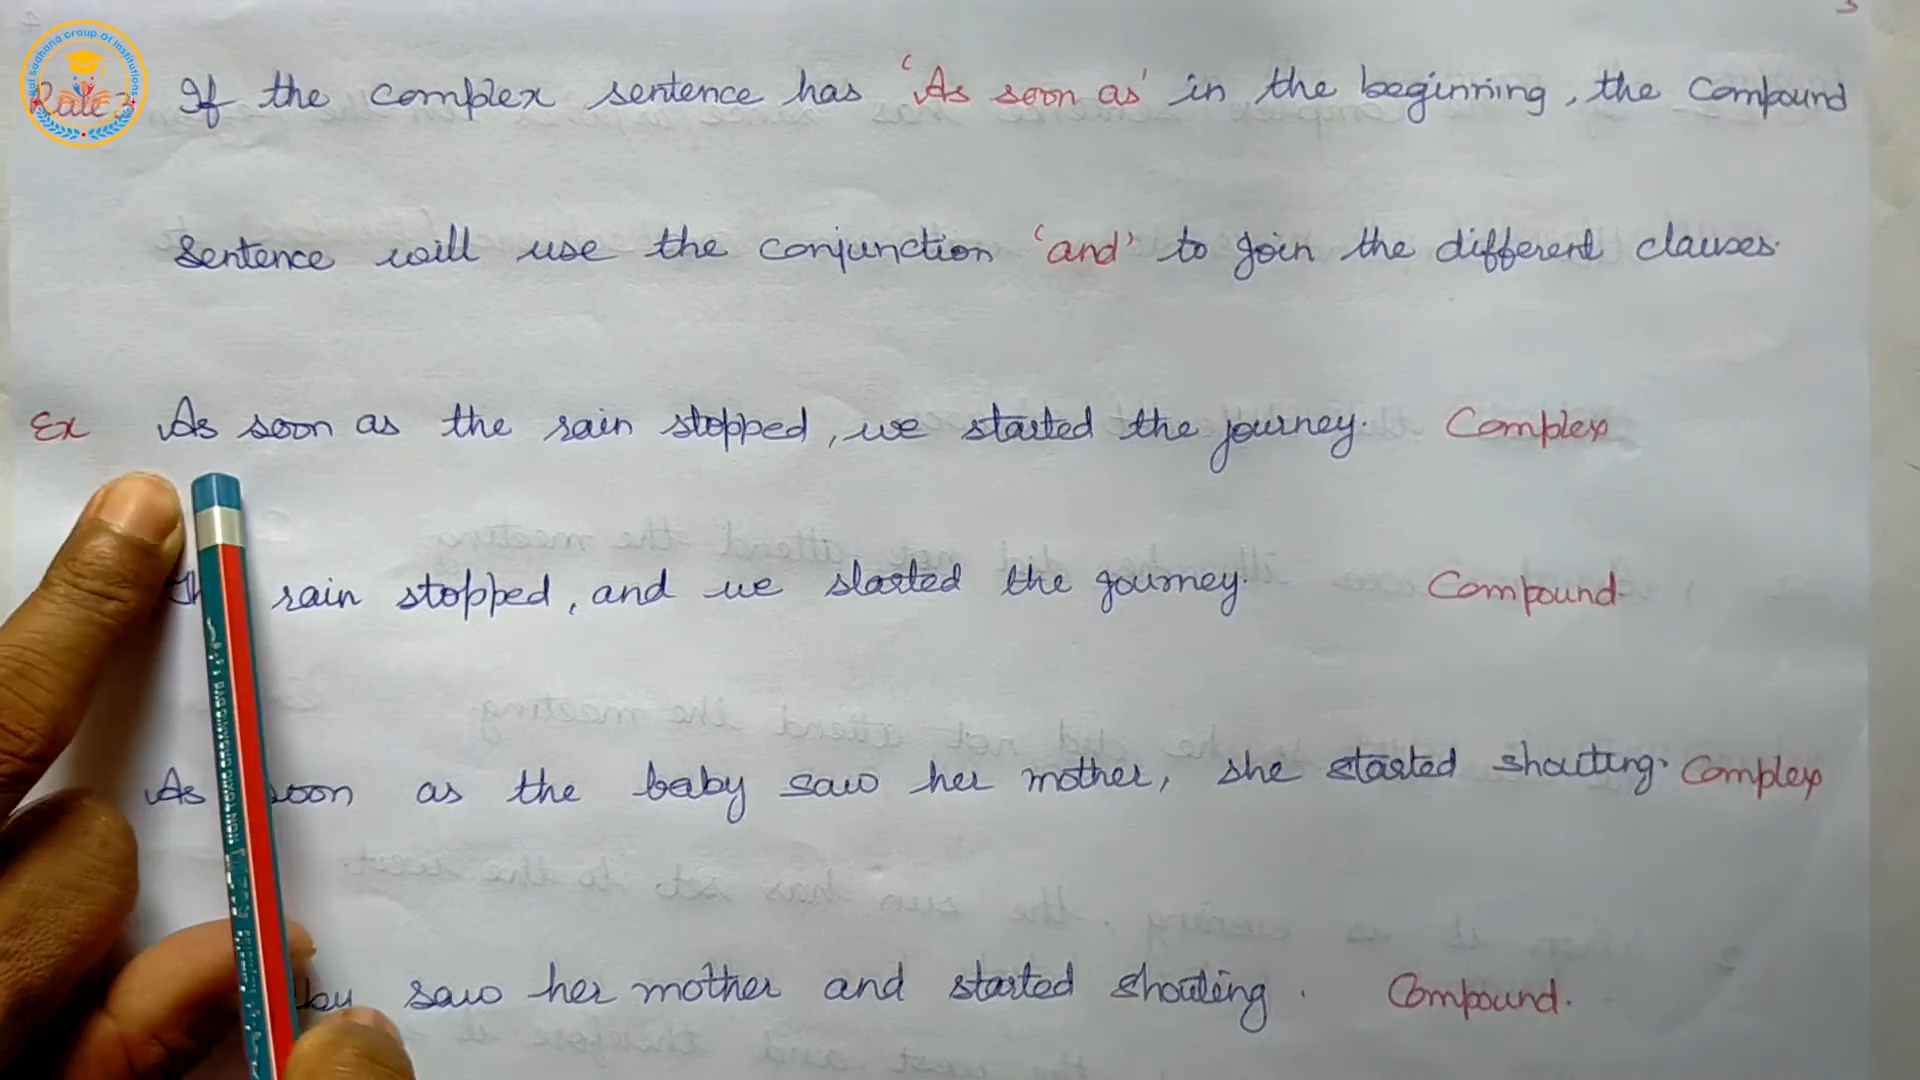 Rule 3 If the complex sentence has 'As soon as' in the beginning, the Compound
Sentence will use the conjunction 'and' to join the different clauses.
Ex As soon as the rain stopped, we started the journey. Complex
rain stopped, and we started the journey. Compound.
As soon as the baby saw her mother, she started shouting. Complex
saw her mother and started shouting. Compound.